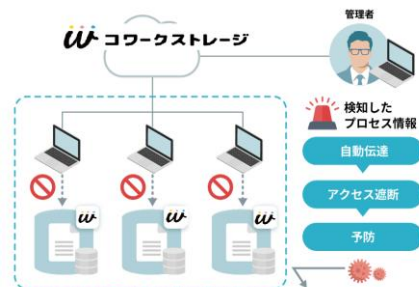 管理者
コワークストレージ
検知した
プロセス情報
自動伝達
アクセス遮断
予防